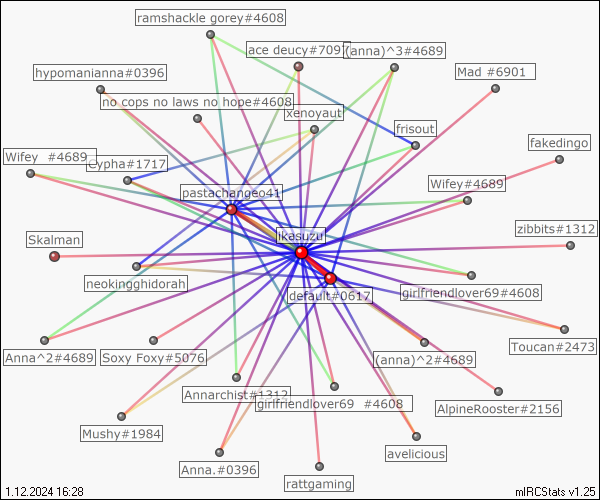 ramshackle gorey#4608
ace deucy#7097
(anna)^3#4689
hypomanianna#0396
Mad #6901
no cops no laws no hope#4608
xenoyaut
frisout
fakedingo
Wifey #4689
Cypha#1717
pastachangeo41
Wifey#4689
ikasuzu
zibbits#1312
Skalman
neokingghidorah
default#0617
girlfriendlover69#4608
Toucan#2473
Anna^2#4689
Soxy Foxy#5076
(anna)^2#4689
Annarchist#1312
girlfriendlover69 #4608
AlpineRooster#2156
Mushy#1984
avelicious
Anna.#0396
rattgaming
1.12.2024 16:28
mIRCStats v1.25